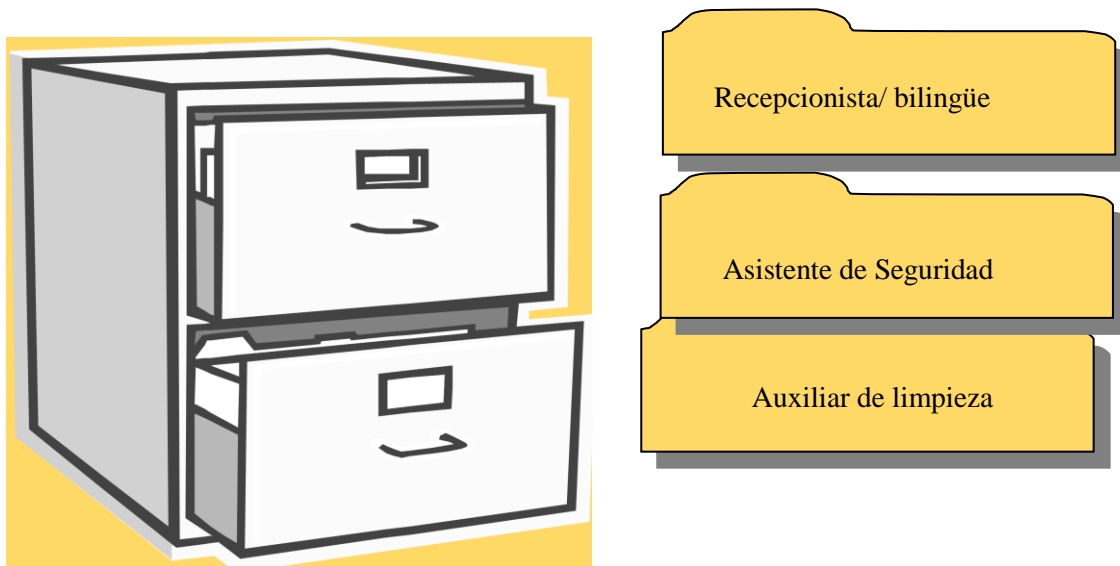 Recepcionista/ bilingüe
Asistente de Seguridad
Auxiliar de limpieza